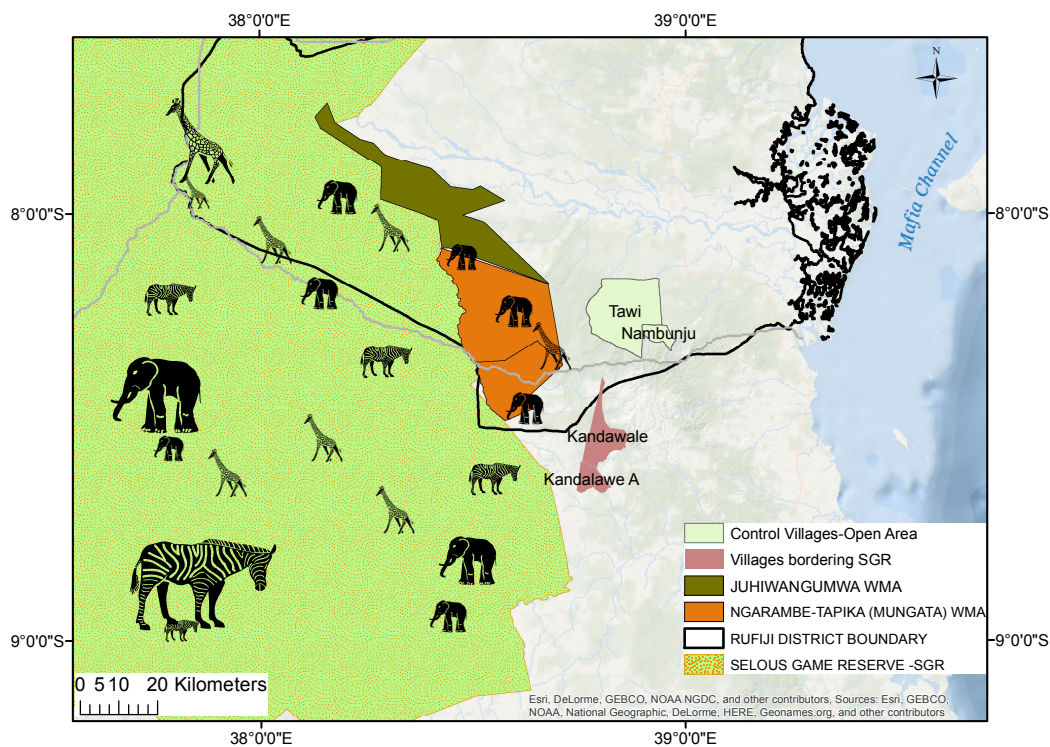 38°0'0"E 39°0'0"E
N
Mafia Channel
8°0'0"S 8°0'0"S
Tawi
Nambunju
Kandawale
Kandalawe A
Control Villages-Open Area
Villages bordering SGR
JUHIWANGUMWA WMA
NGARAMBE-TAPIKA (MUNGATA) WMA
RUFIJI DISTRICT BOUNDARY
SELOUS GAME RESERVE -SGR
9°0'0"S 9°0'0"S
0 5 10 20 Kilometers
Esri, DeLorme, GEBCO, NOAA NGDC, and other contributors, Sources: Esri, GEBCO,
NOAA, National Geographic, DeLorme, HERE, Geonames.org, and other contributors
38°0'0"E 39°0'0"E